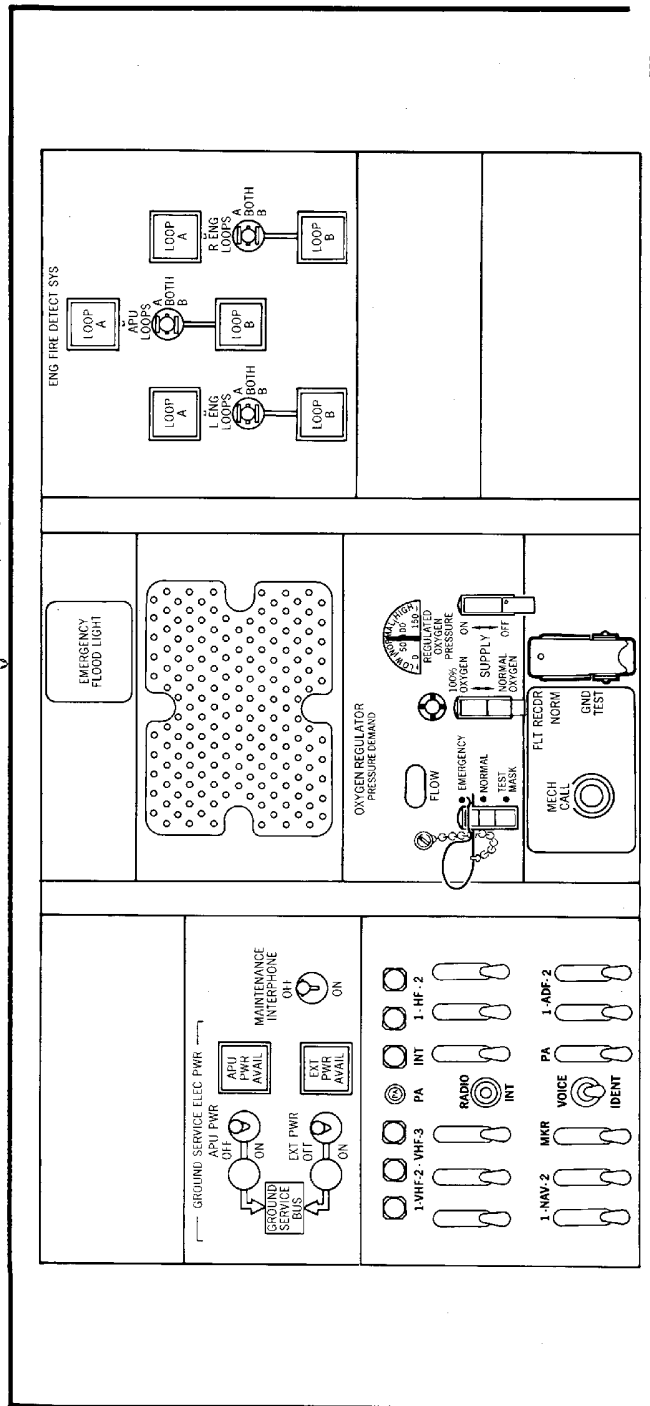 GROUND SERVICE ELEC PWR
APU PWR
OFF
ON
APU
PWR
AVAIL
MAINTENANCE
INTERPHONE
OFF
ON
GROUND
SERVICE
BUS
EXT PWR
OFF
ON
EXT
PWR
AVAIL
1-VHF-2-VHF-3
PA
PA
INT
1-HF-2
RADIO
INT
1-NAV-2
MKR
VOICE
IDENT
PA
1-ADF-2
EMERGENCY
FLOOD LIGHT
OXYGEN REGULATOR
PRESSURE DEMAND
FLOW
EMERGENCY
NORMAL
TEST
MASK
100%
OXYGEN
NORMAL
OXYGEN
LOW NORMAL HIGH
0 50 100 150
REGULATED
OXYGEN
PRESSURE
SUPPLY
ON
OFF
MECH
CALL
FLT RECDR
NORM
GND
TEST
ENG FIRE DETECT SYS
LOOP
A
L ENG
LOOPS
A
BOTH
B
LOOP
B
LOOP
A
APU
LOOPS
A
BOTH
B
LOOP
B
LOOP
A
R ENG
LOOPS
A
BOTH
B
LOOP
B